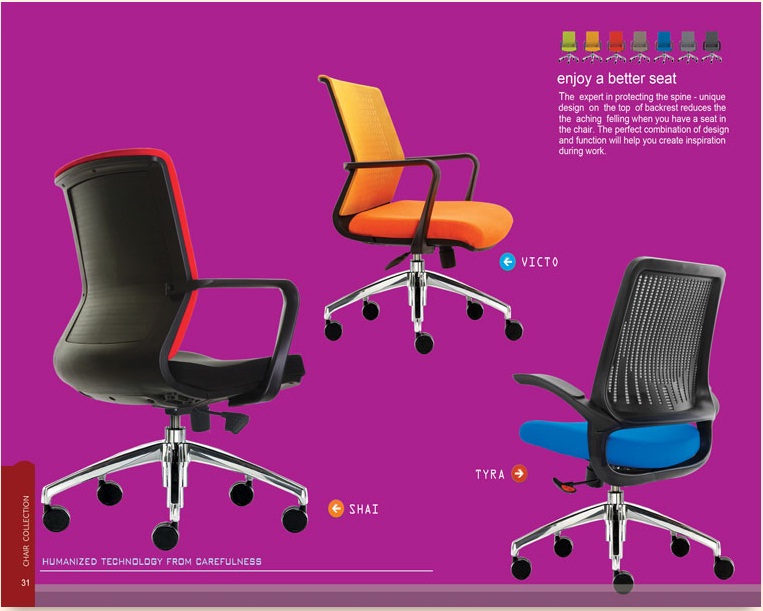 enjoy a better seat
The expert in protecting the spine - unique
design on the top of backrest reduces the
the aching felling when you have a seat in
the chair. The perfect combination of design
and function will help you create inspiration
during work.
VICTO
TYRA
SHAI
HUMANIZED TECHNOLOGY FROM CAREFULNESS
CHAIR COLLECTION
31